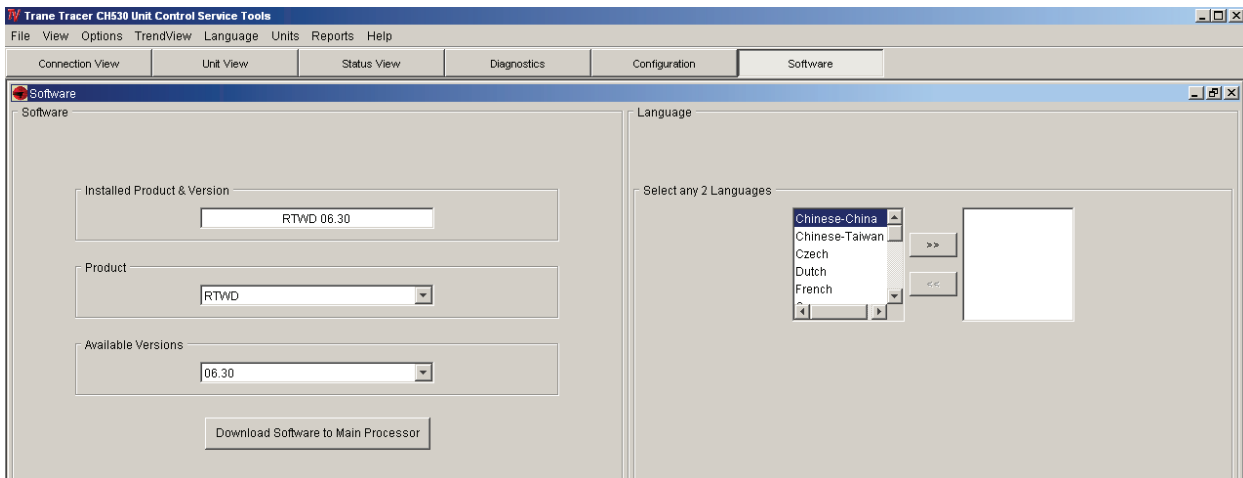 TV Trane Tracer CH530 Unit Control Service Tools
File View Options TrendView Language Units Reports Help
Connection View Unit View Status View Diagnostics Configuration Software
Software
Software
Installed Product & Version
RTWD 06.30
Product
RTWD
Available Versions
06.30
Download Software to Main Processor
Language
Select any 2 Languages
Chinese-China
Chinese-Taiwan
Czech
Dutch
French
>>
<<